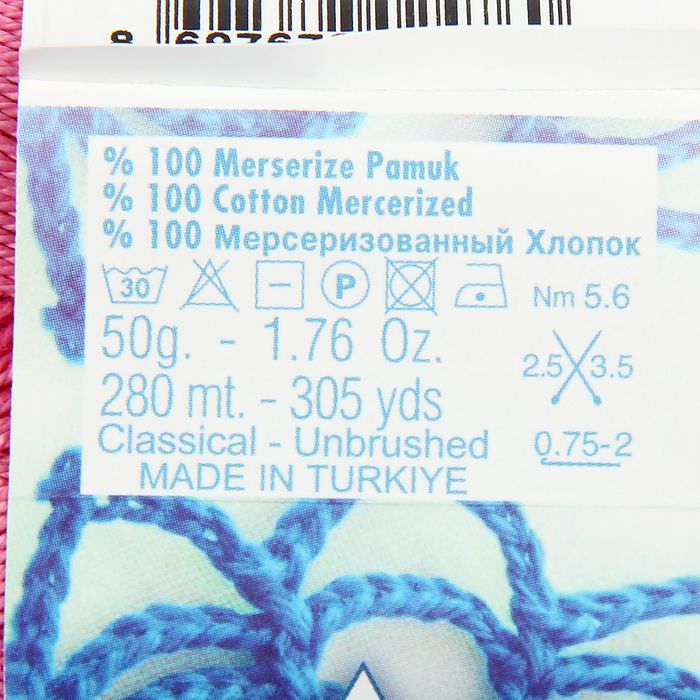 % 100 Merserize Pamuk
% 100 Cotton Mercerized
% 100 Мерсеризованный Хлопок
30 P Nm 5.6
50g. - 1.76 Oz.
2.5 3.5
280 mt. - 305 yds
Classical - Unbrushed
0.75-2
MADE IN TURKIYE